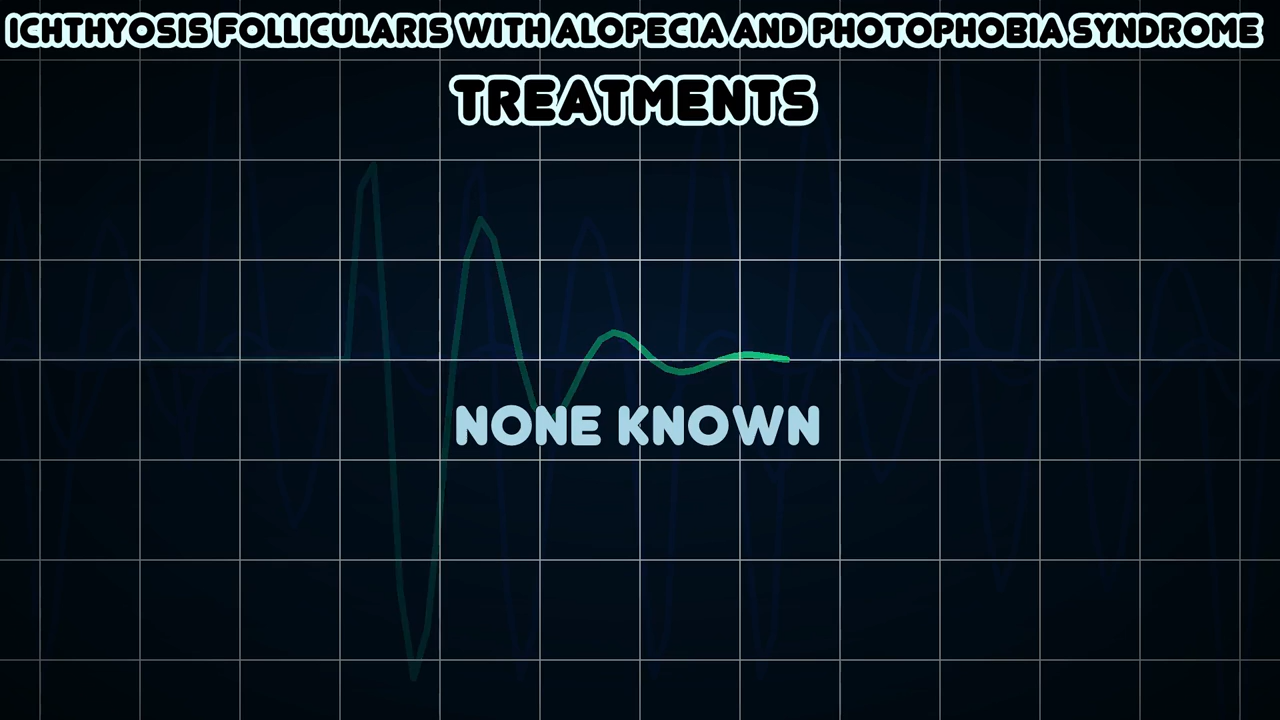 ICHTHYOSIS FOLLICULARIS WITH ALOPECIA AND PHOTOPHOBIA SYNDROME
TREATMENTS
NONE KNOWN